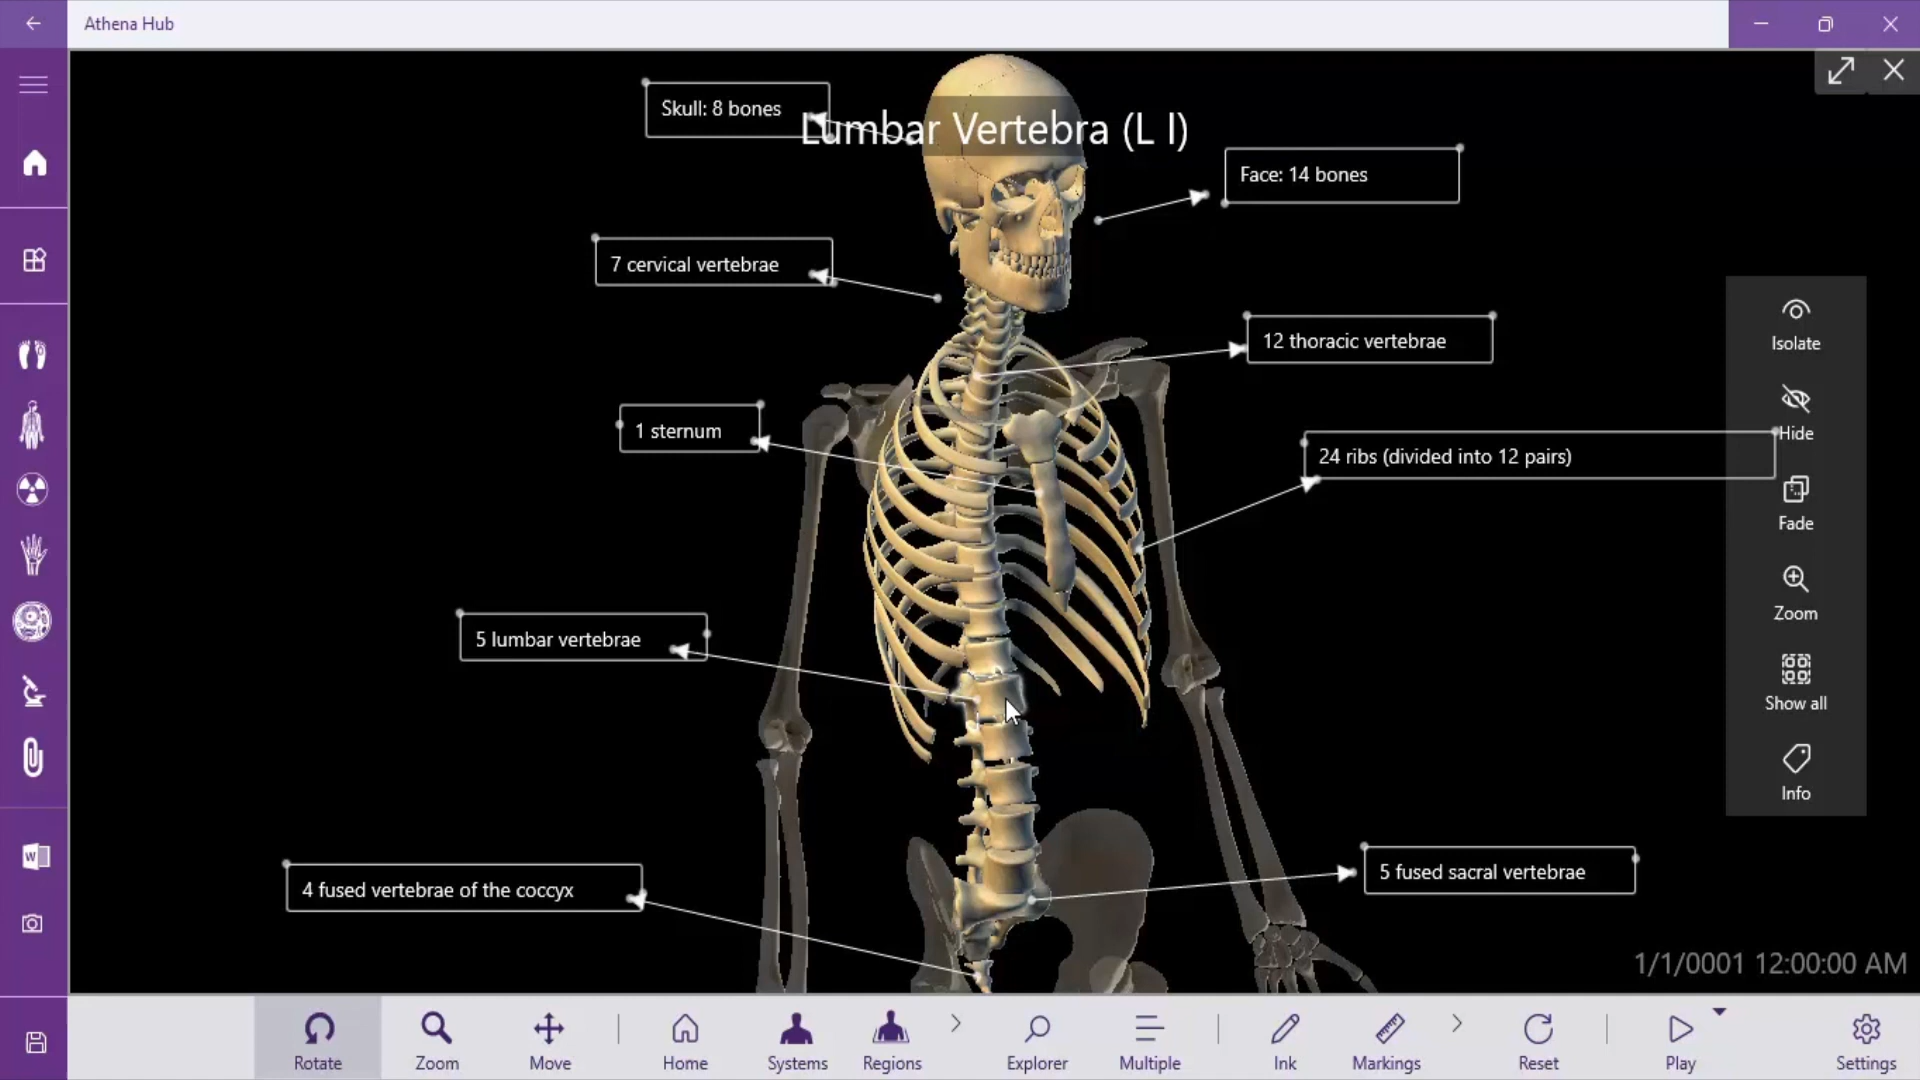 Athena Hub
Skull: 8 bones
Lumbar Vertebra (L I)
Face: 14 bones
7 cervical vertebrae
12 thoracic vertebrae
1 sternum
24 ribs (divided into 12 pairs)
5 lumbar vertebrae
4 fused vertebrae of the coccyx
5 fused sacral vertebrae
Isolate
Hide
Fade
Zoom
Show all
Info
1/1/0001 12:00:00 AM
W
Rotate
Zoom
Move
Home
Systems
Regions
Explorer
Multiple
Ink
Markings
Reset
Play
Settings